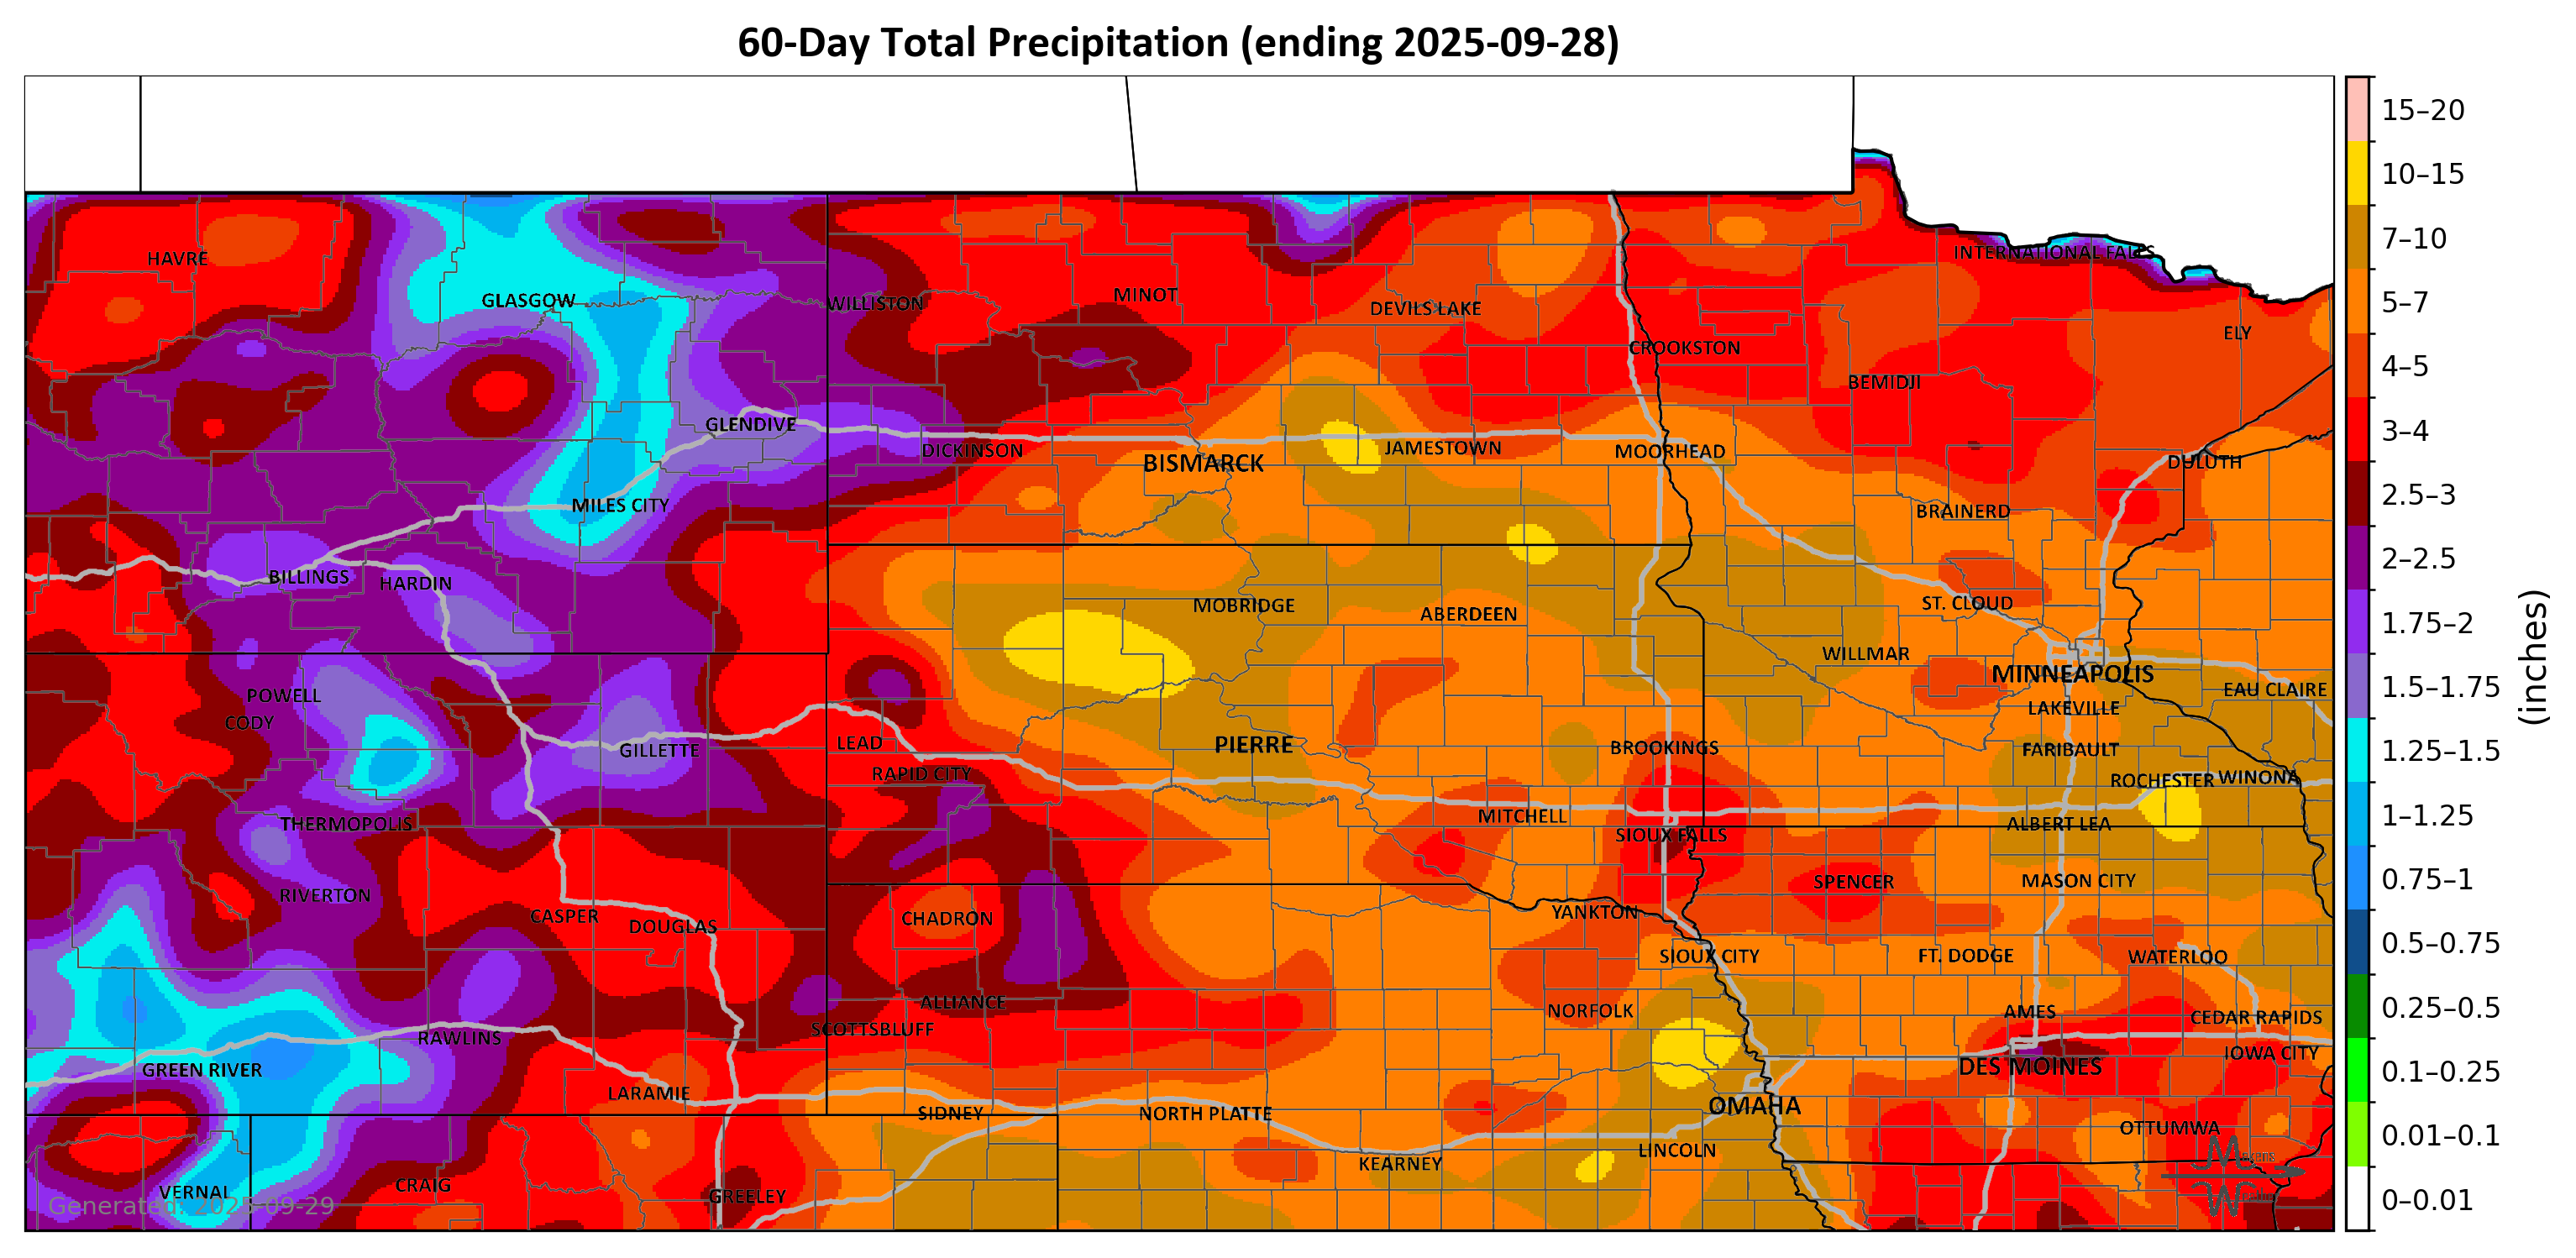 60-Day Total Precipitation (ending 2025-09-28)
15–20
10–15
7–10
5–7
4–5
3–4
2.5–3
2–2.5
1.75–2
1.5–1.75
1.25–1.5
1–1.25
0.75–1
0.5–0.75
0.25–0.5
0.1–0.25
0.01–0.1
0–0.01
(inches)
HAVRE
INTERNATIONAL FALLS
GLASGOW
WILLISTON
MINOT
DEVILS LAKE
ELY
CROOKSTON
BEMIDJI
GLENDIVE
DICKINSON
BISMARCK
JAMESTOWN
MOORHEAD
DULUTH
MILES CITY
BRAINERD
BILLINGS
HARDIN
MOBRIDGE
ABERDEEN
ST. CLOUD
WILLMAR
MINNEAPOLIS
POWELL
EAU CLAIRE
CODY
LAKEVILLE
GILLETTE
LEAD
PIERRE
BROOKINGS
FARIBAULT
RAPID CITY
ROCHESTER
WINONA
THERMOPOLIS
MITCHELL
SIOUX FALLS
ALBERT LEA
RIVERTON
SPENCER
MASON CITY
CASPER
DOUGLAS
CHADRON
YANKTON
SIOUX CITY
FT. DODGE
WATERLOO
ALLIANCE
NORFOLK
AMES
CEDAR RAPIDS
SCOTTSBLUFF
RAWLINS
IOWA CITY
GREEN RIVER
DES MOINES
LARAMIE
SIDNEY
NORTH PLATTE
OMAHA
OTTUMWA
LINCOLN
KEARNEY
VERNAL
CRAIG
GREELEY
Generated: 2025-09-29